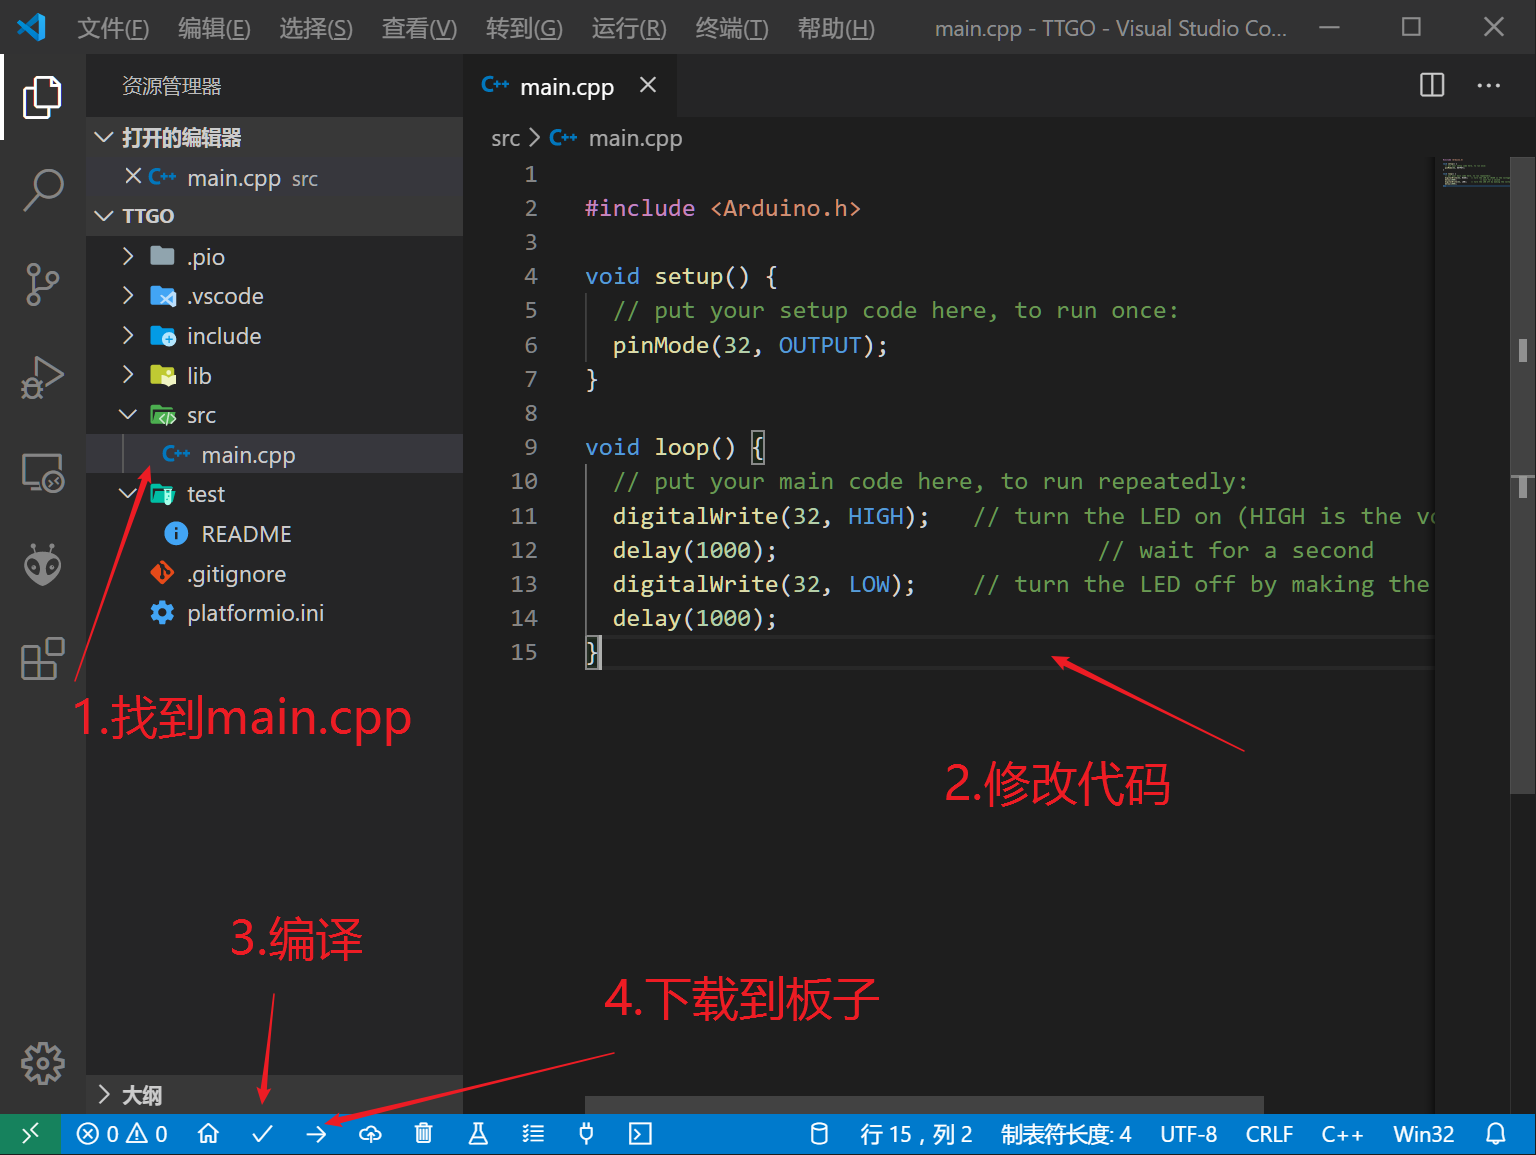 文件(F) 编辑(E) 选择(S) 查看(V) 转到(G) 运行(R) 终端(T) 帮助(H) main.cpp - TTGO - Visual Studio Co...
资源管理器
打开的编辑器
main.cpp src
TTGO
.pio
.vscode
include
lib
src
main.cpp
test
README
.gitignore
platformio.ini
1.找到main.cpp
3.编译
大纲
C++ main.cpp
src > C++ main.cpp
1
2 #include <Arduino.h>
3
4 void setup() {
5 // put your setup code here, to run once:
6 pinMode(32, OUTPUT);
7 }
8
9 void loop() {
10 // put your main code here, to run repeatedly:
11 digitalWrite(32, HIGH); // turn the LED on (HIGH is the vo
12 delay(1000); // wait for a second
13 digitalWrite(32, LOW); // turn the LED off by making the
14 delay(1000);
15 }
2.修改代码
4.下载到板子
0 0 行 15，列 2 制表符长度: 4 UTF-8 CRLF C++ Win32